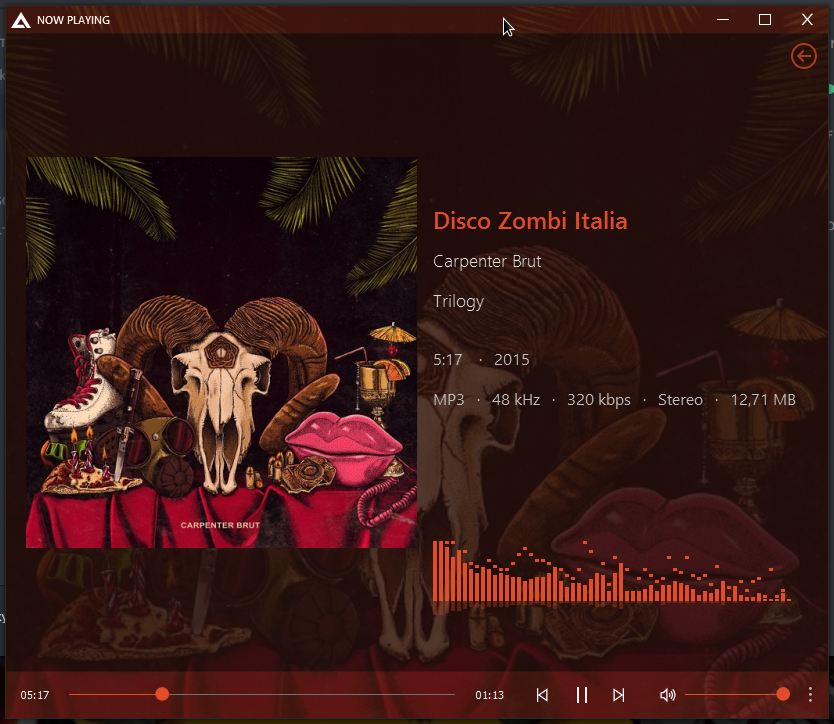 NOW PLAYING
Disco Zombi Italia
Carpenter Brut
Trilogy
5:17 · 2015
MP3 · 48 kHz · 320 kbps · Stereo · 12,71 MB
CARPENTER BRUT
05:17 01:13